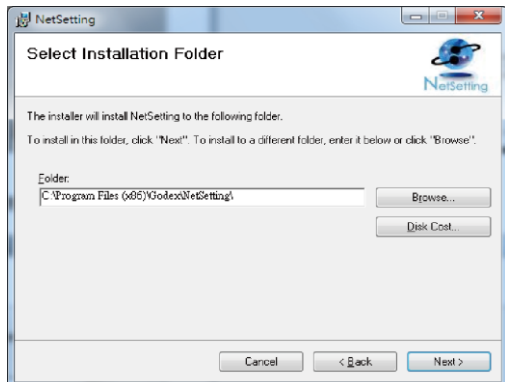 NetSetting
Select Installation Folder
NetSetting
The installer will install NetSetting to the following folder.
To install in this folder, click "Next". To install to a different folder, enter it below or click "Browse".
Folder:
C:\Program Files (x86)\Godex\NetSetting\
Browse...
Disk Cost...
Cancel
< Back
Next >